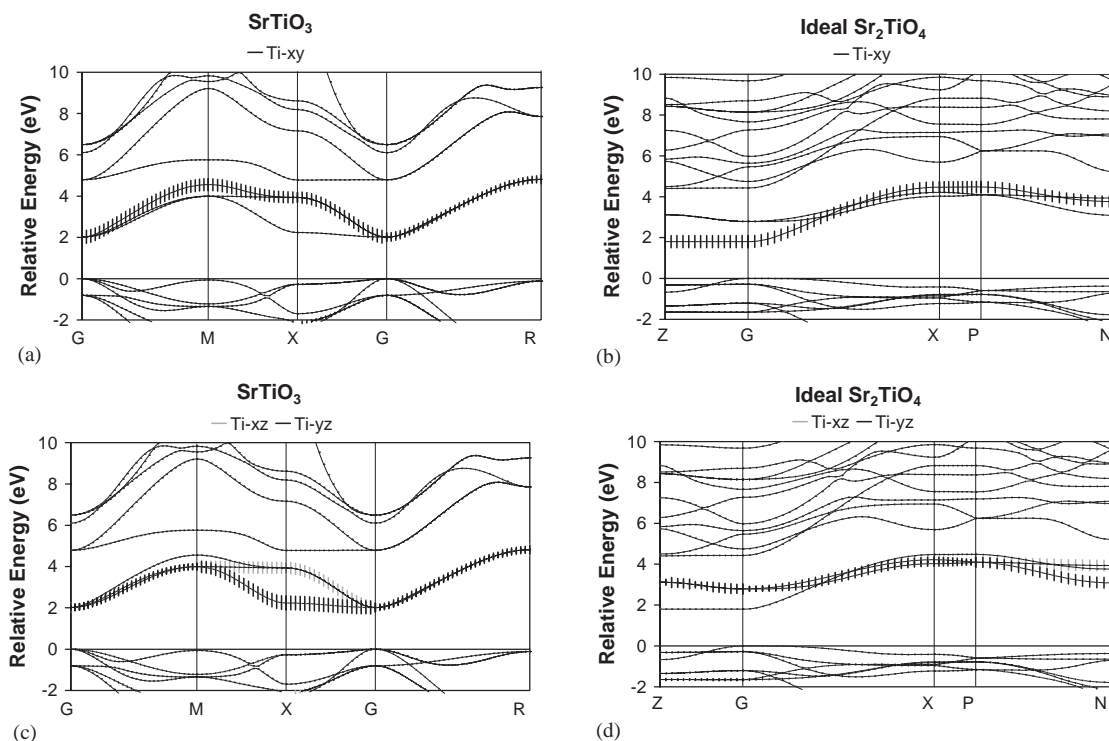 SrTiO₃
Ti-xy
Relative Energy (eV)
10
8
6
4
2
0
-2
G M X G R
(a)
Ideal Sr₂TiO₄
Ti-xy
Relative Energy (eV)
10
8
6
4
2
0
-2
Z G X P N
(b)
SrTiO₃
Ti-xz Ti-yz
Relative Energy (eV)
10
8
6
4
2
0
-2
G M X G R
(c)
Ideal Sr₂TiO₄
Ti-xz Ti-yz
Relative Energy (eV)
10
8
6
4
2
0
-2
Z G X P N
(d)